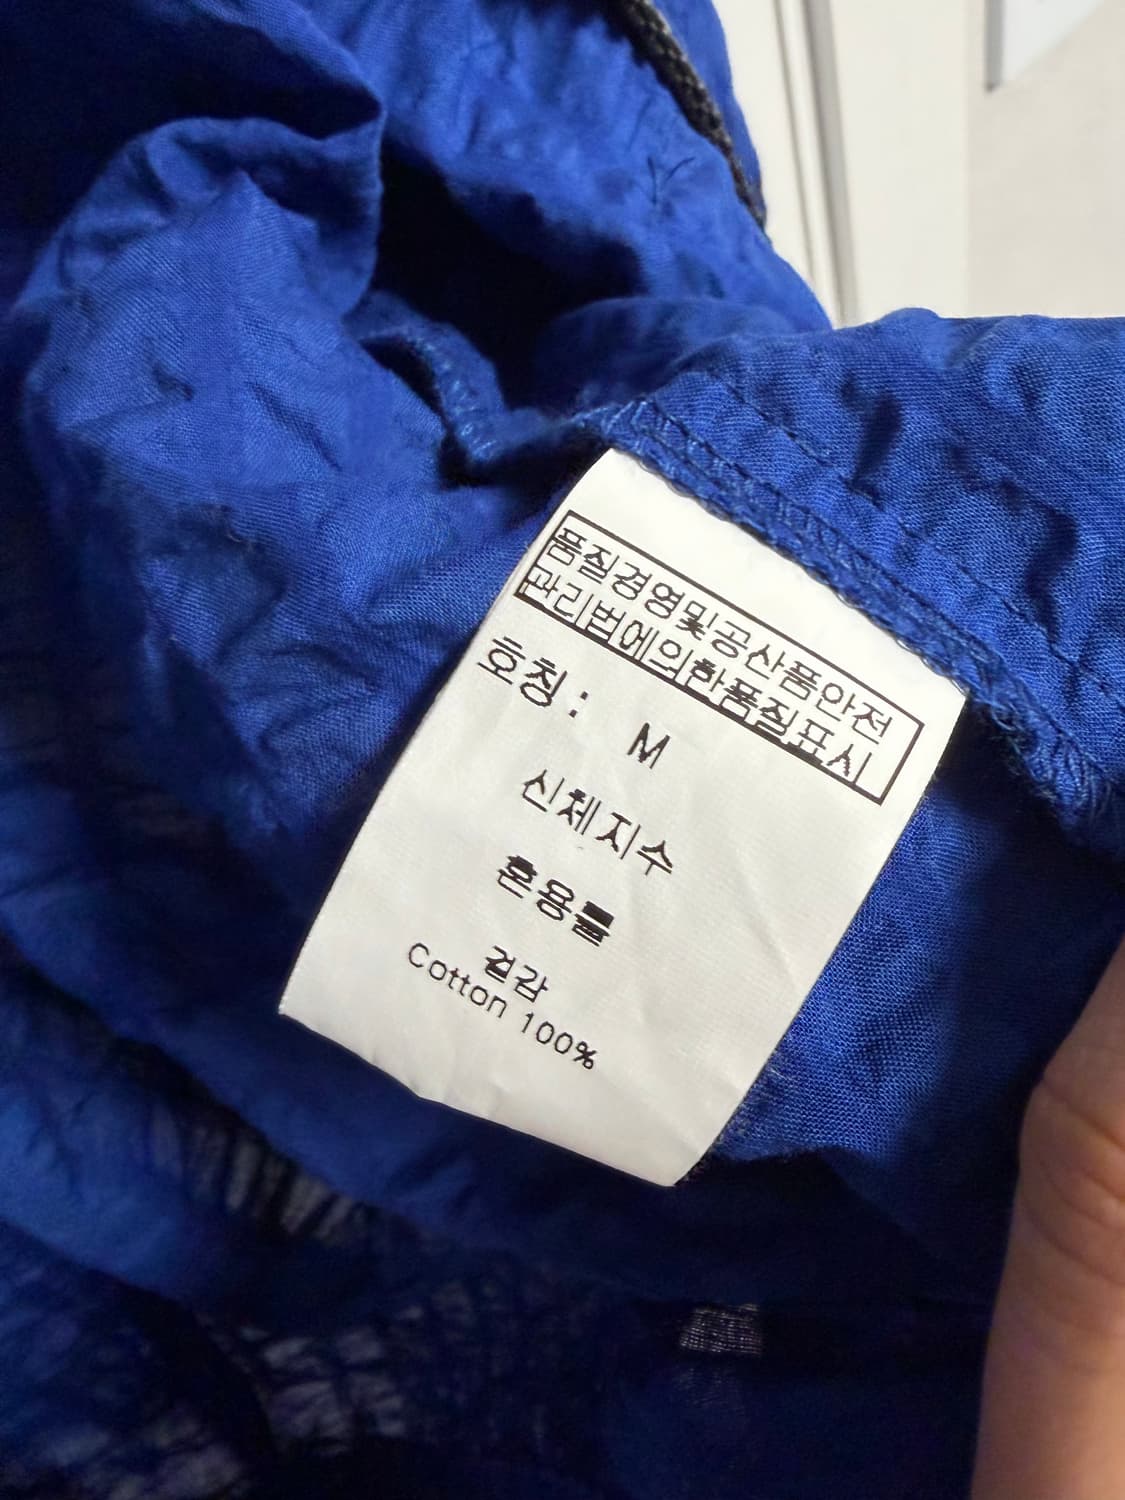 품질경영및공산품안전
관리법에의한품질표시
호칭: M
신체지수
혼용률
겉감
Cotton 100%